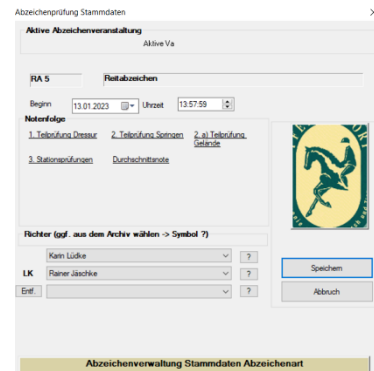 Abzeichenprüfung Stammdaten
Aktive Abzeichenveranstaltung
Aktive Va
RA 5 Reitabzeichen
Beginn 13.01.2023 Uhrzeit 13:57:59
Notenfolge
1. Teilprüfung Dressur 2. Teilprüfung Springen 2. a) Teilprüfung Gelände
3. Stationsprüfungen Durchschnittsnote
Richter (ggf. aus dem Archiv wählen -> Symbol ?)
Karin Lüdke ?
LK Rainer Jäschke ?
Entf. ?
Speichern
Abbruch
Abzeichenverwaltung Stammdaten Abzeichenart